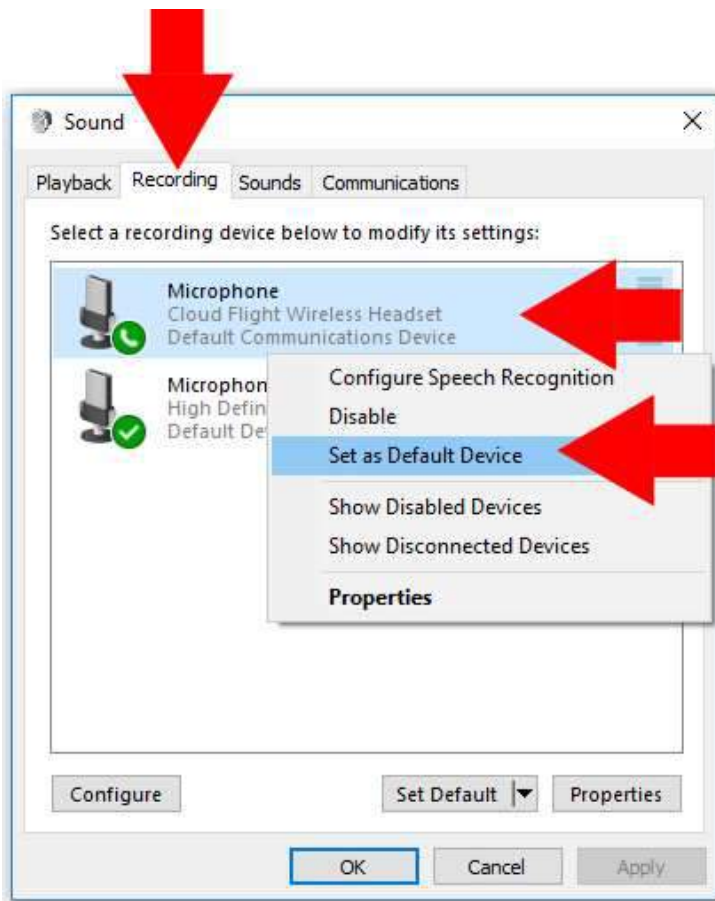 Sound
Playback Recording Sounds Communications
Select a recording device below to modify its settings:
Microphone
Cloud Flight Wireless Headset
Default Communications Device
Microphon
High Defin
Default De
Configure Speech Recognition
Disable
Set as Default Device
Show Disabled Devices
Show Disconnected Devices
Properties
Configure Set Default Properties
OK Cancel Apply